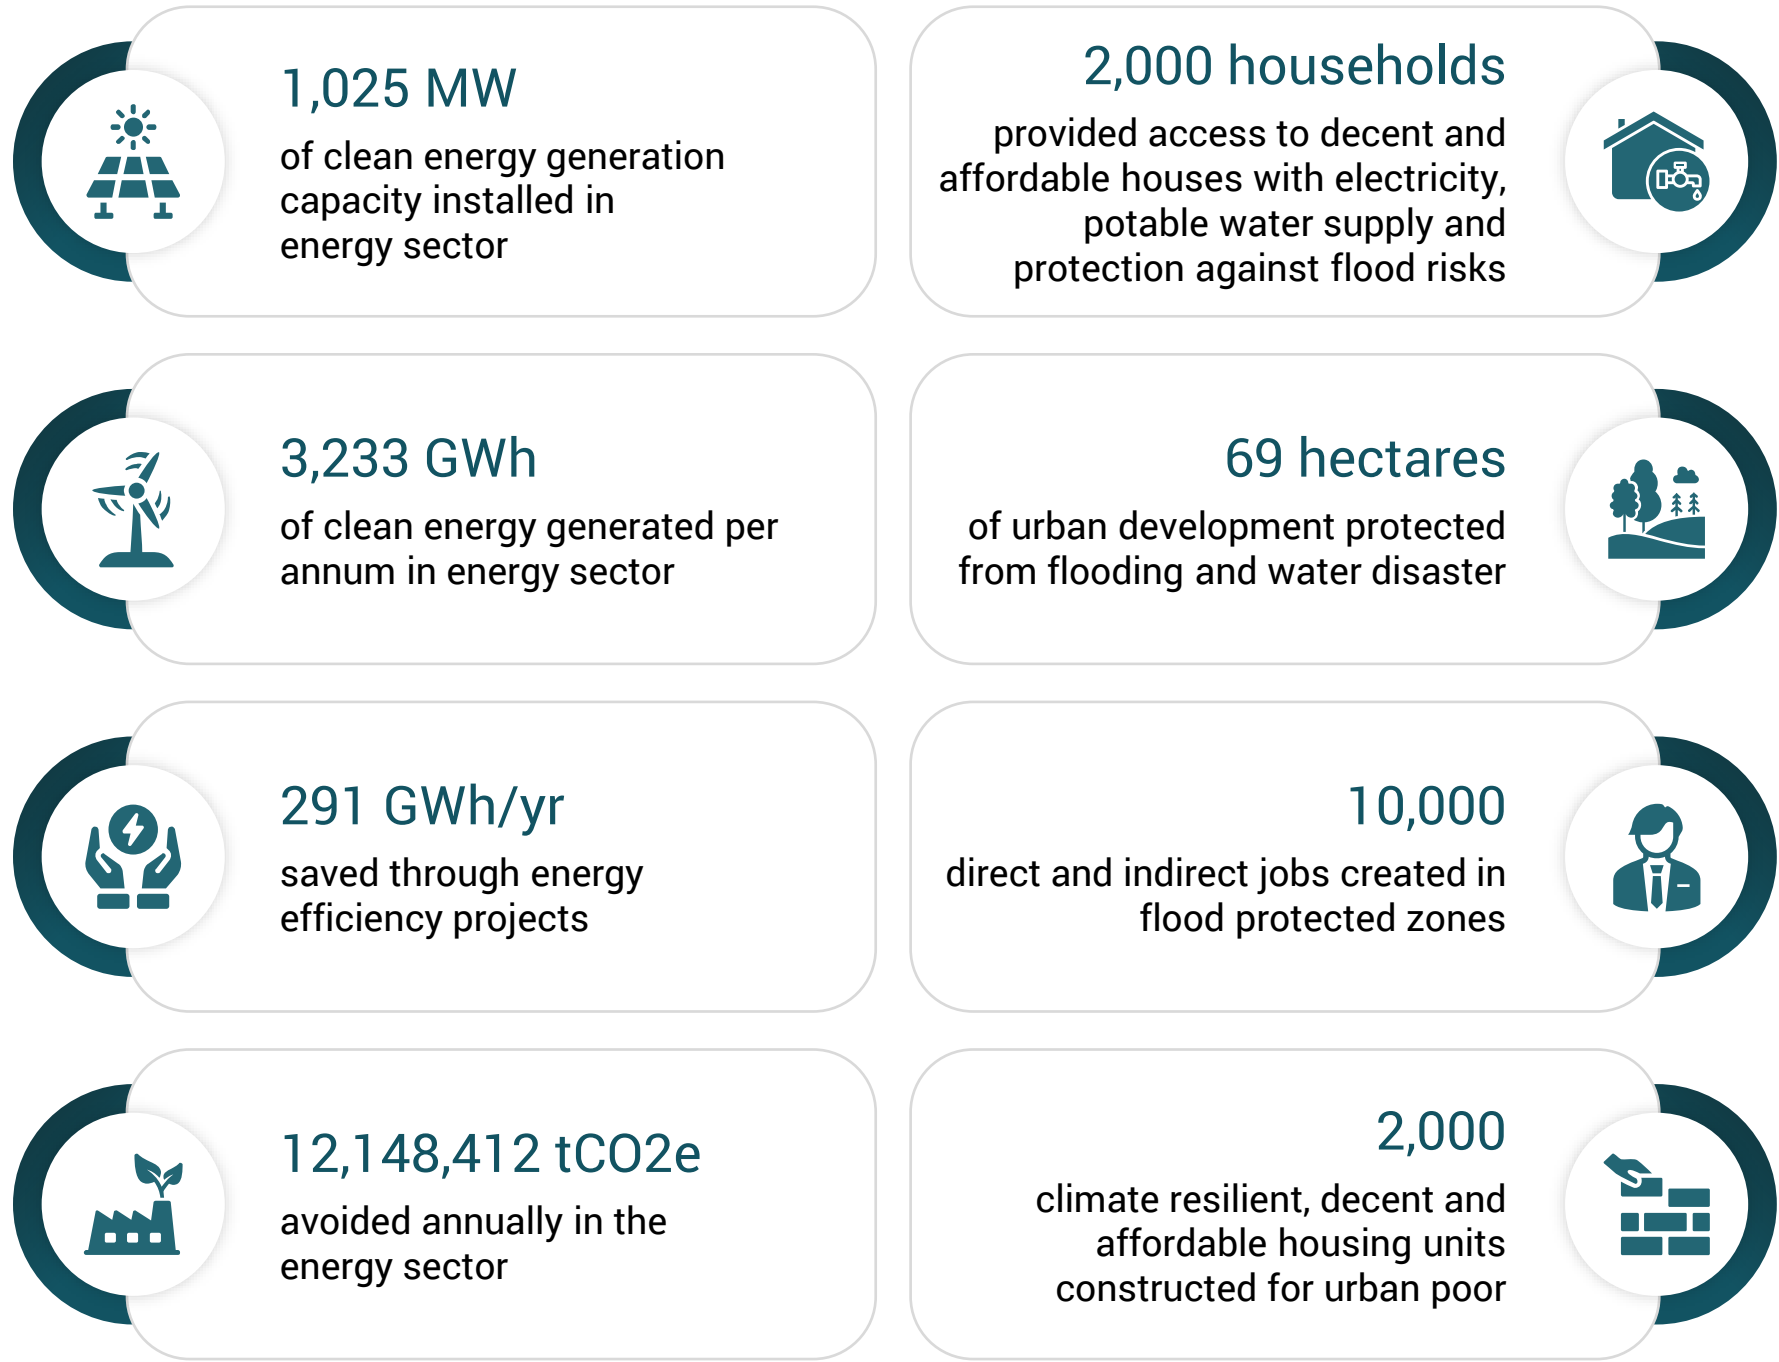 1,025 MW
of clean energy generation
capacity installed in
energy sector
2,000 households
provided access to decent and
affordable houses with electricity,
potable water supply and
protection against flood risks
3,233 GWh
of clean energy generated per
annum in energy sector
69 hectares
of urban development protected
from flooding and water disaster
291 GWh/yr
saved through energy
efficiency projects
10,000
direct and indirect jobs created in
flood protected zones
12,148,412 tCO2e
avoided annually in the
energy sector
2,000
climate resilient, decent and
affordable housing units
constructed for urban poor